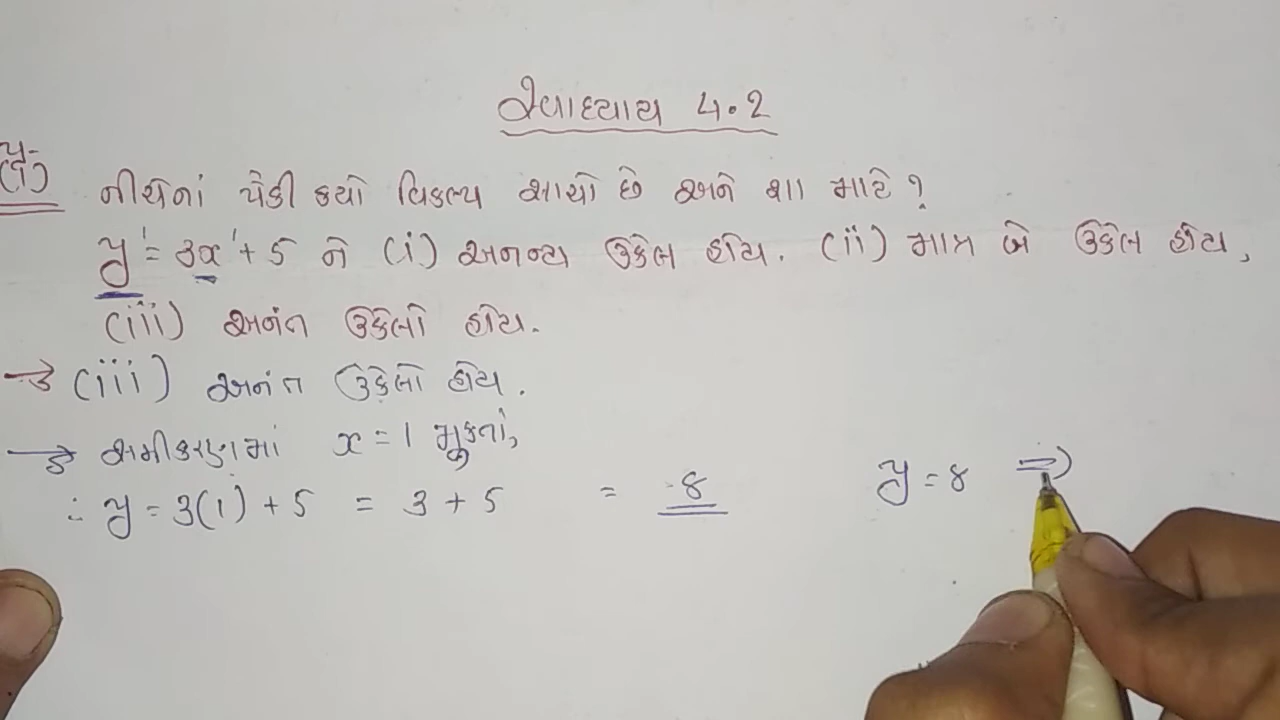 સ્વાધ્યાય 4.2
પ્ર-(1) નીચેનાં પૈકી કયો વિકલ્પ સાચો છે અને શા માટે ?
y' = 3x' + 5 ને (i) અનન્ય ઉકેલ હોય. (ii) માત્ર બે ઉકેલ હોય,
(iii) અનંત ઉકેલો હોય.
→ (iii) અનંત ઉકેલો હોય.
→ સમીકરણમાં x = 1 મુકતાં,
∴ y = 3(1) + 5 = 3 + 5 = 8 y = 8 ⇒